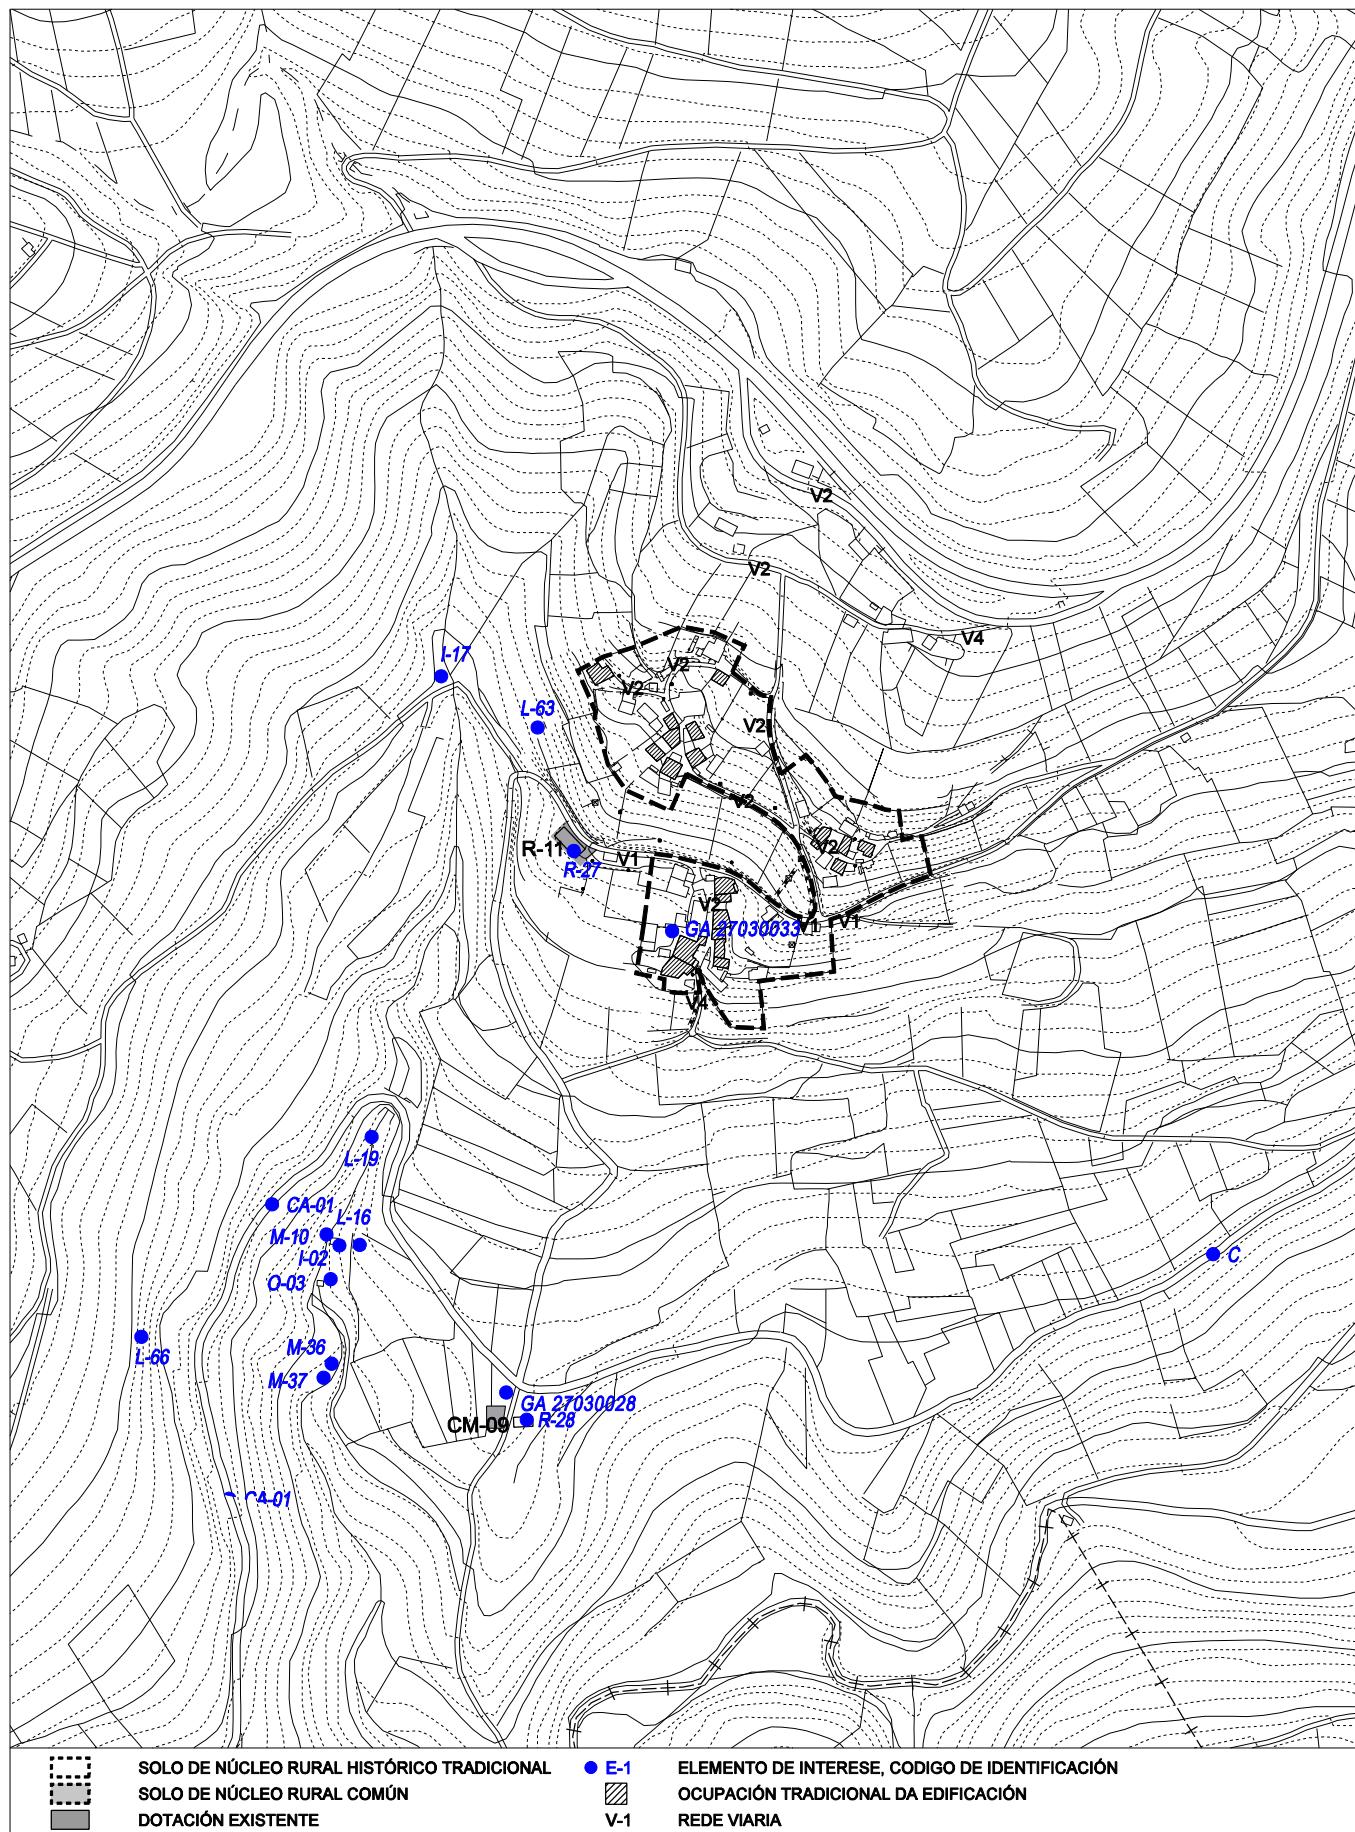 V2
V2
V4
V2
I-17
V2
L-63
V2
V2
V2
R-11
V1
R-27
V2
V1
V1
GA 27030033
V4
L-19
CA-01
L-16
M-10
I-02
C
O-03
M-36
L-66
M-37
GA 27030028
CM-09
R-28
CA-01
SOLO DE NÚCLEO RURAL HISTÓRICO TRADICIONAL
E-1 ELEMENTO DE INTERESE, CODIGO DE IDENTIFICACIÓN
SOLO DE NÚCLEO RURAL COMÚN
OCUPACIÓN TRADICIONAL DA EDIFICACIÓN
DOTACIÓN EXISTENTE
V-1 REDE VIARIA